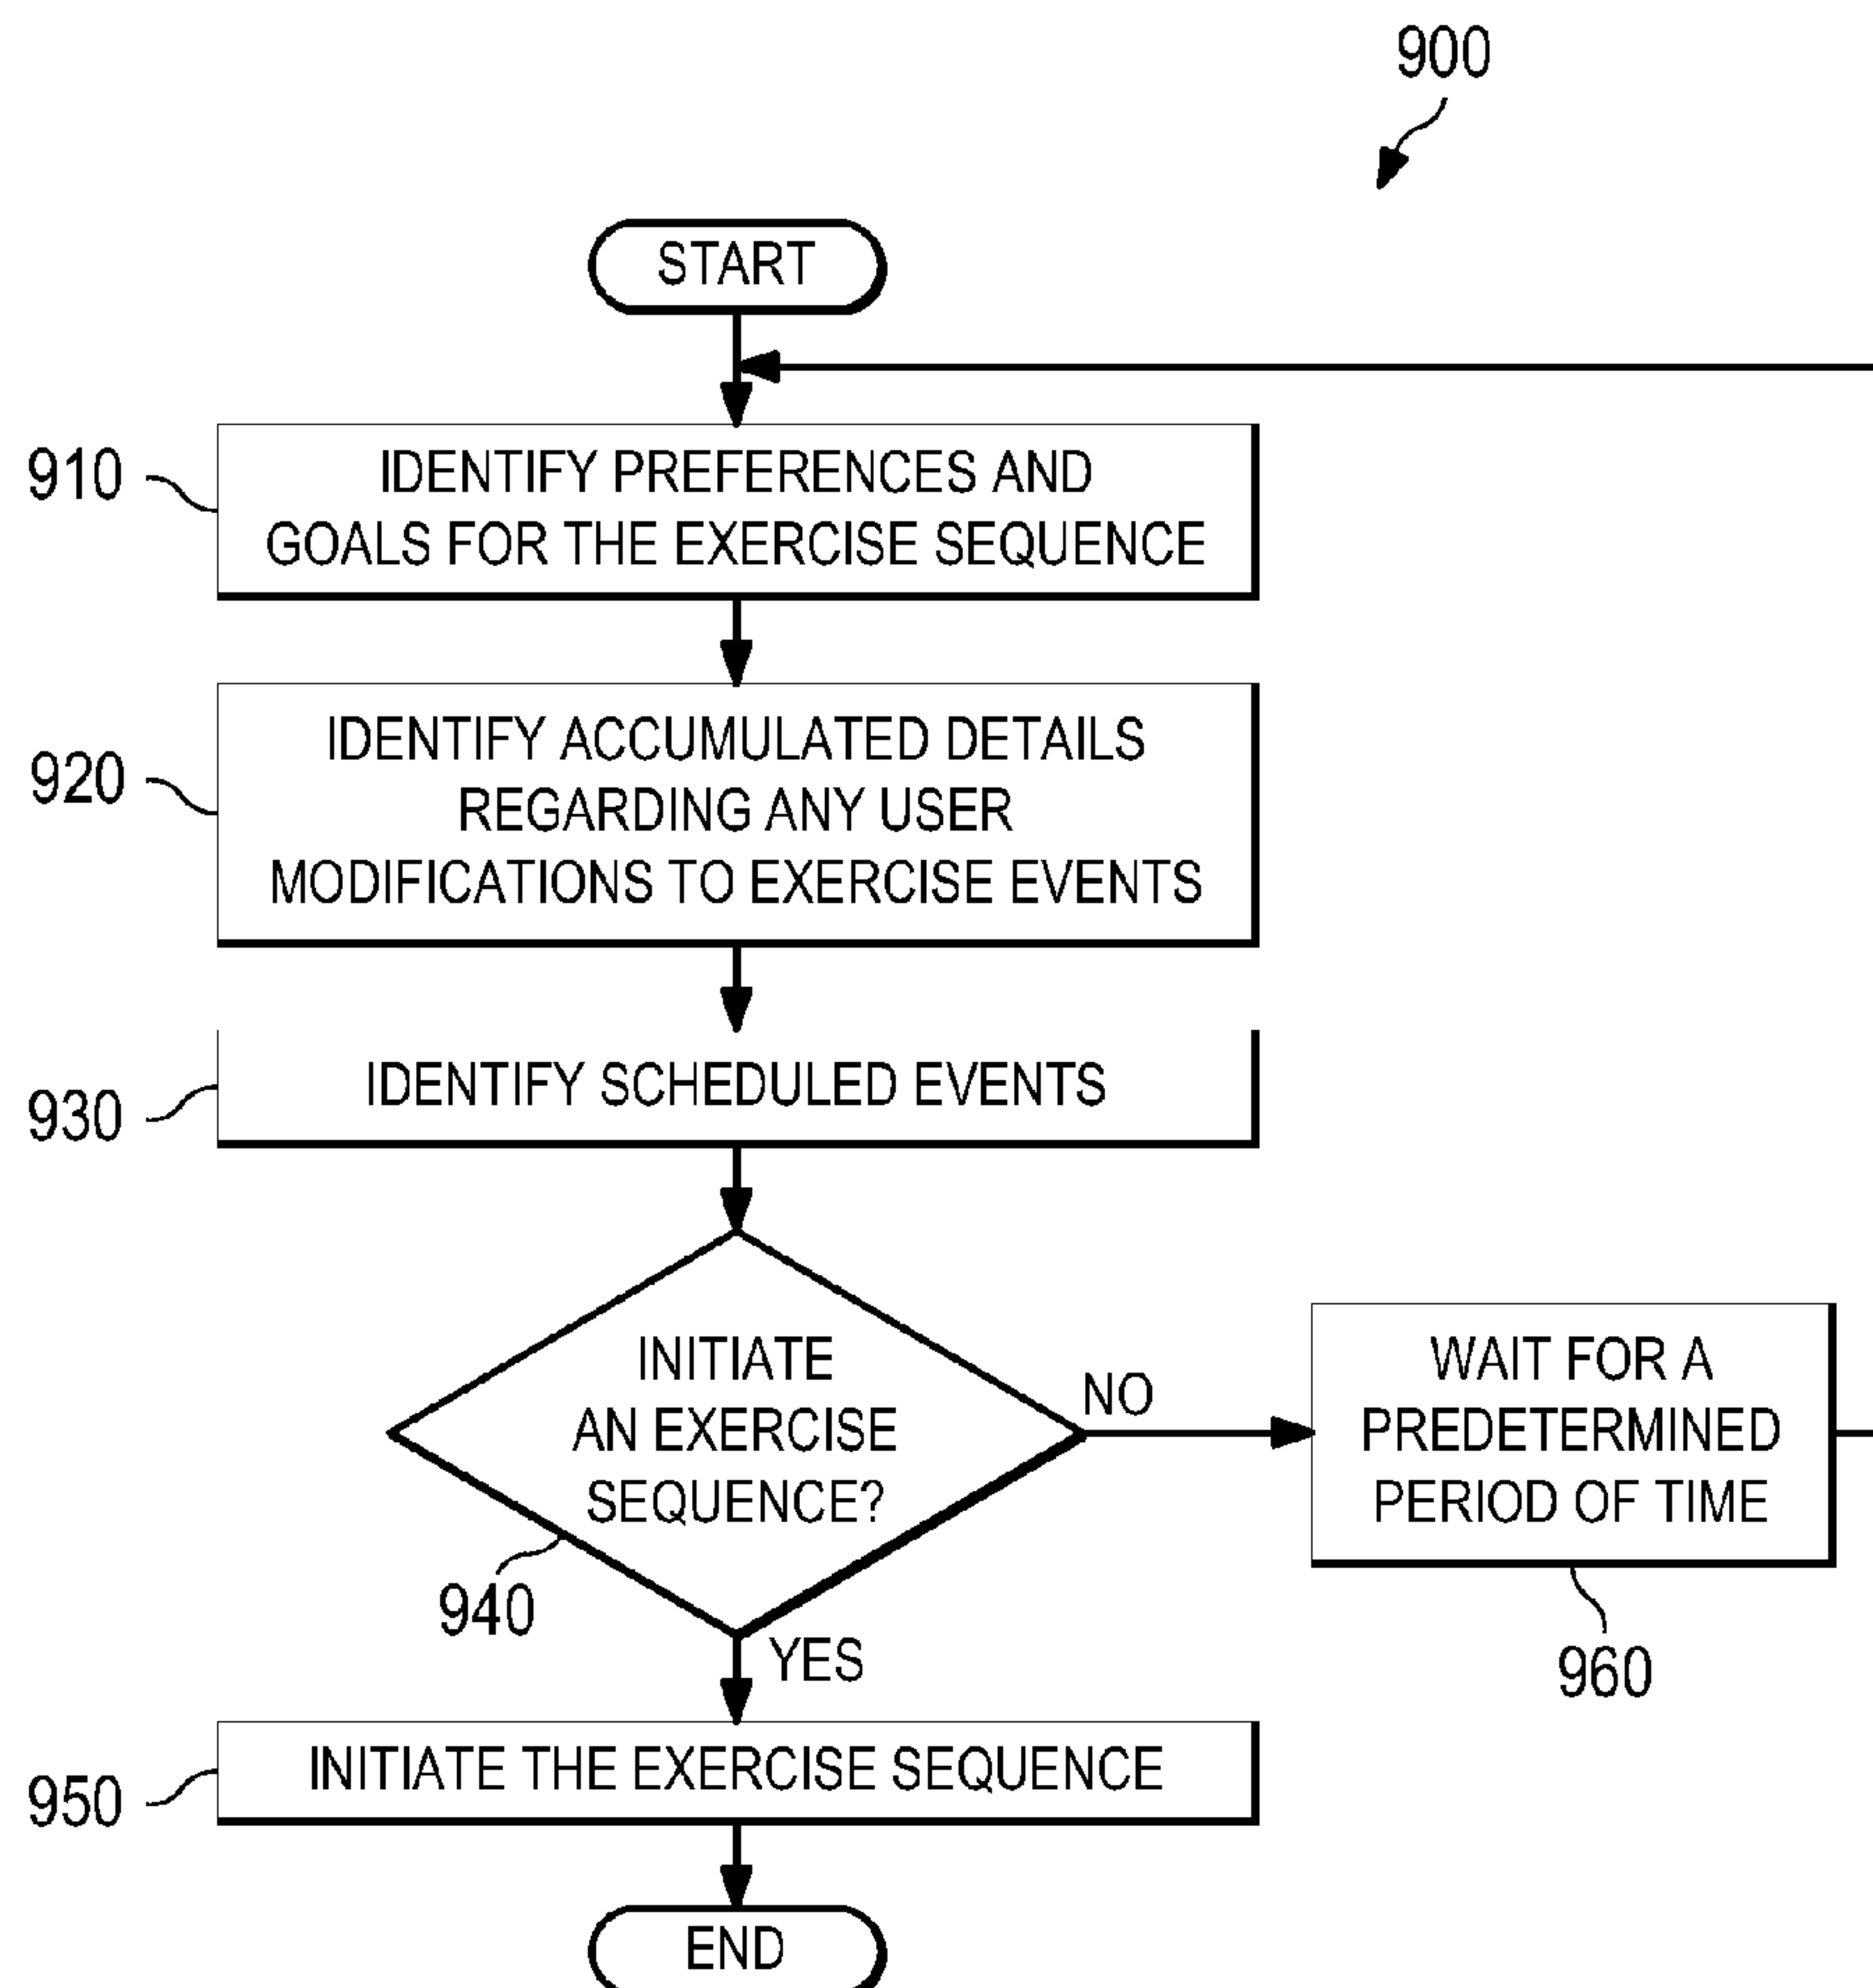 900
START
910
IDENTIFY PREFERENCES AND
GOALS FOR THE EXERCISE SEQUENCE
920
IDENTIFY ACCUMULATED DETAILS
REGARDING ANY USER
MODIFICATIONS TO EXERCISE EVENTS
930
IDENTIFY SCHEDULED EVENTS
INITIATE
AN EXERCISE
SEQUENCE?
940
NO
WAIT FOR A
PREDETERMINED
PERIOD OF TIME
960
YES
950
INITIATE THE EXERCISE SEQUENCE
END